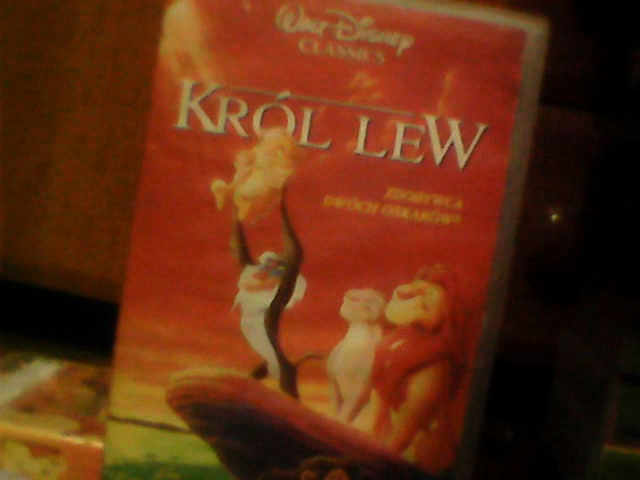 Walt Disney
CLASSICS
KRÓL LEW
ZDOBYWCA
DWÓCH OSKARÓW